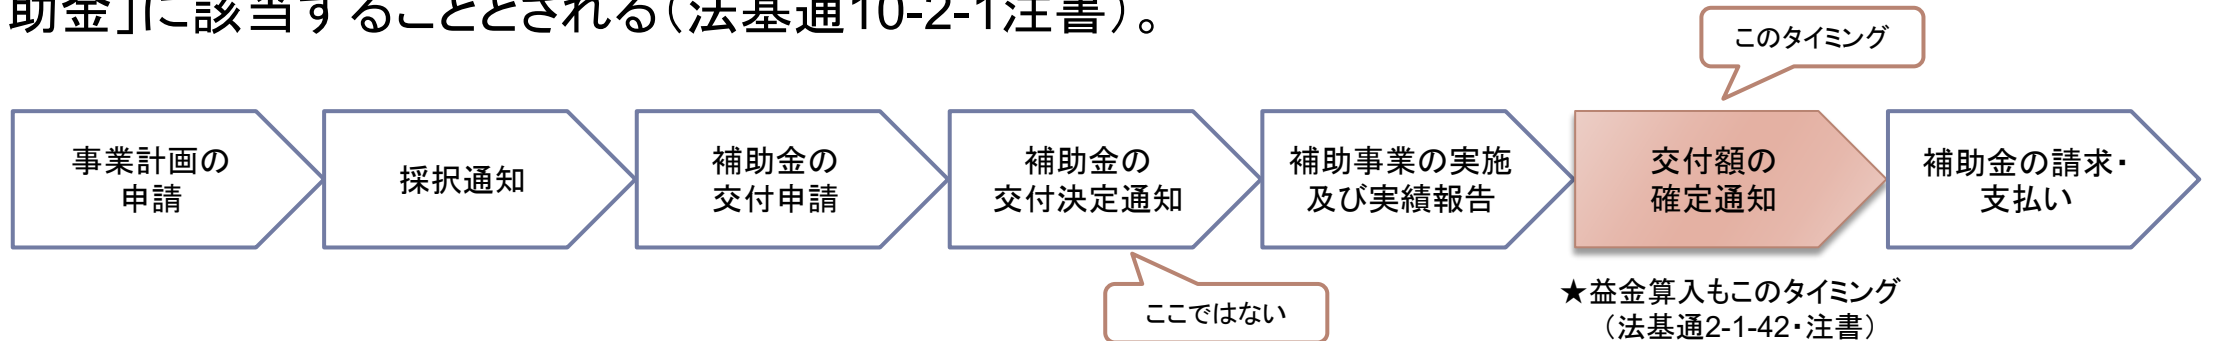 助金」に該当することとされる（法基通10-2-1注書）。
このタイミング
事業計画の
申請
採択通知
補助金の
交付申請
補助金の
交付決定通知
補助事業の実施
及び実績報告
交付額の
確定通知
補助金の請求・
支払い
ここではない
★益金算入もこのタイミング
（法基通2-1-42・注書）